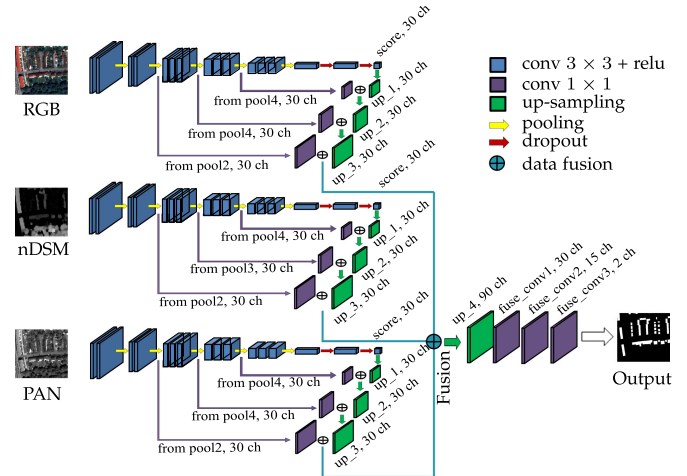 score, 30 ch
up_1, 30 ch
up_2, 30 ch
up_3, 30 ch
from pool4, 30 ch
from pool4, 30 ch
from pool2, 30 ch
RGB
conv 3 × 3 + relu
conv 1 × 1
up-sampling
pooling
dropout
data fusion
score, 30 ch
up_1, 30 ch
up_2, 30 ch
up_3, 30 ch
from pool4, 30 ch
from pool3, 30 ch
from pool2, 30 ch
nDSM
score, 30 ch
up_1, 30 ch
up_2, 30 ch
up_3, 30 ch
from pool4, 30 ch
from pool4, 30 ch
from pool2, 30 ch
PAN
Fusion
up_4, 90 ch
fuse_conv1, 30 ch
fuse_conv2, 15 ch
fuse_conv3, 2 ch
Output